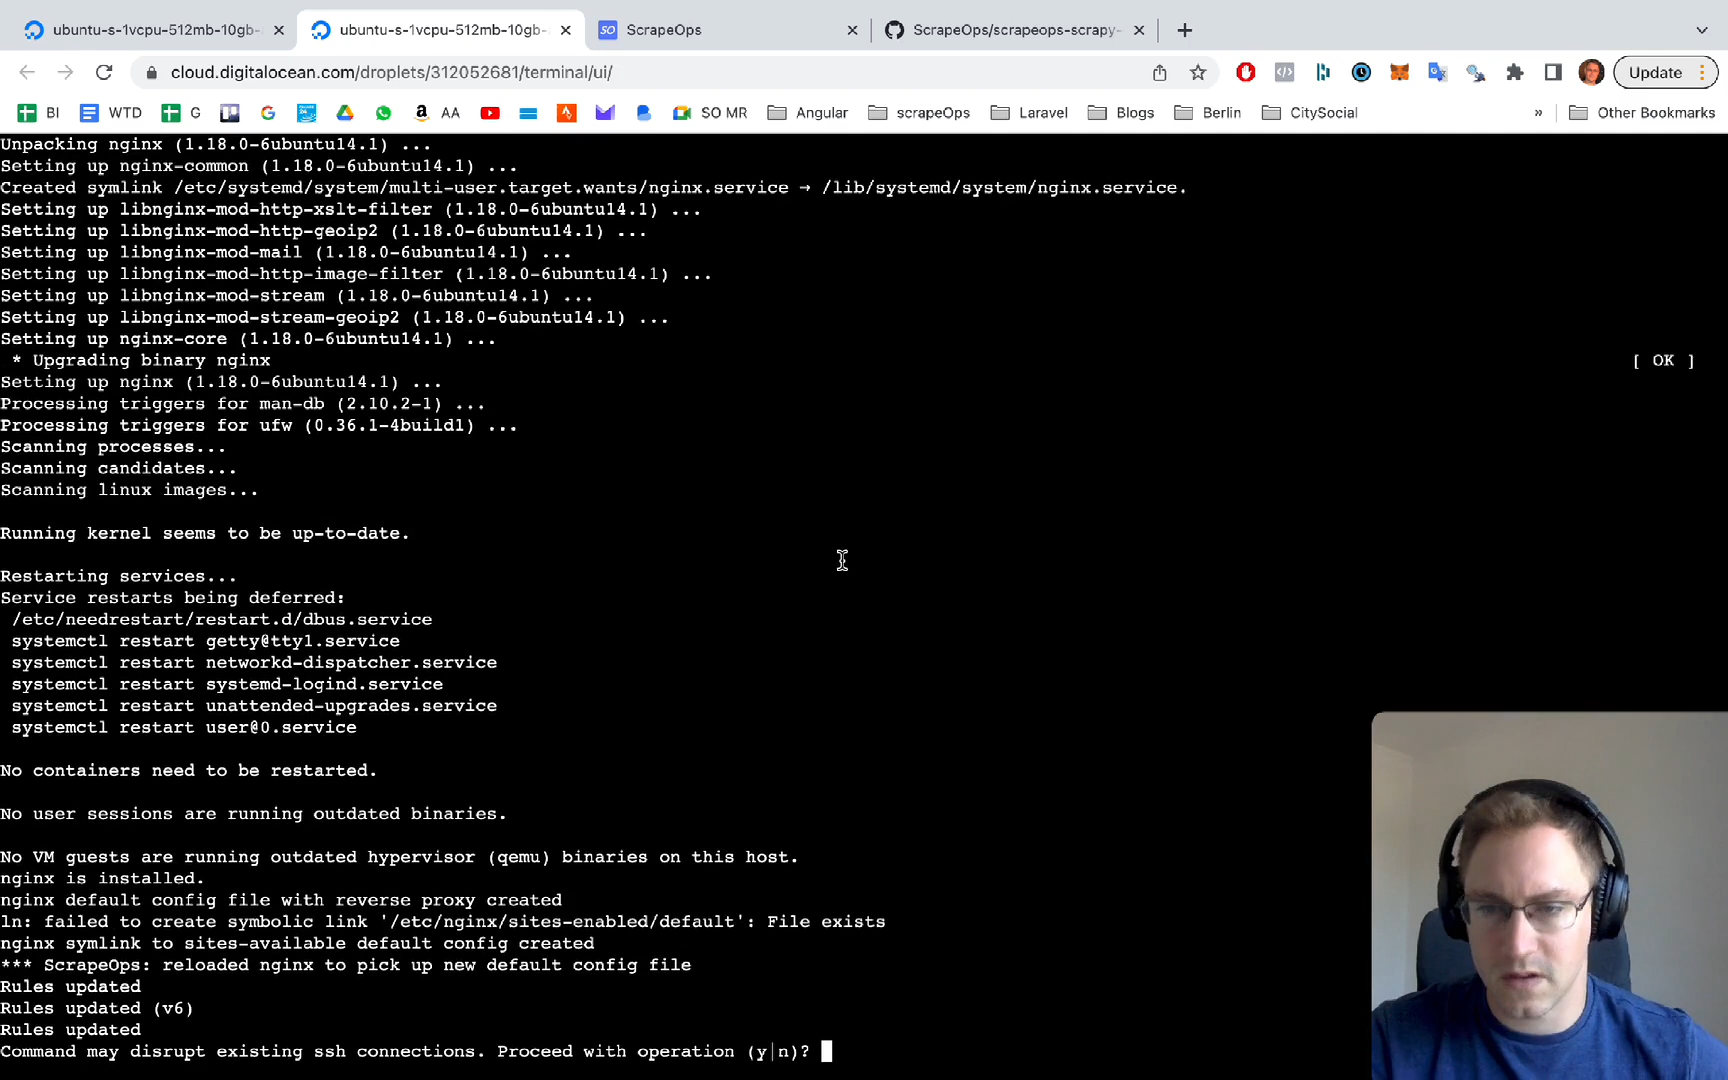 ubuntu-s-1vcpu-512mb-10gb-
ubuntu-s-1vcpu-512mb-10gb-
SO ScrapeOps
ScrapeOps/scrapeops-scrapy-
cloud.digitalocean.com/droplets/312052681/terminal/ui/
Update
BI
WTD
G
AA
SO MR
Angular
scrapeOps
Laravel
Blogs
Berlin
CitySocial
»
Other Bookmarks
Unpacking nginx (1.18.0-6ubuntu14.1) ...
Setting up nginx-common (1.18.0-6ubuntu14.1) ...
Created symlink /etc/systemd/system/multi-user.target.wants/nginx.service → /lib/systemd/system/nginx.service.
Setting up libnginx-mod-http-xslt-filter (1.18.0-6ubuntu14.1) ...
Setting up libnginx-mod-http-geoip2 (1.18.0-6ubuntu14.1) ...
Setting up libnginx-mod-mail (1.18.0-6ubuntu14.1) ...
Setting up libnginx-mod-http-image-filter (1.18.0-6ubuntu14.1) ...
Setting up libnginx-mod-stream (1.18.0-6ubuntu14.1) ...
Setting up libnginx-mod-stream-geoip2 (1.18.0-6ubuntu14.1) ...
Setting up nginx-core (1.18.0-6ubuntu14.1) ...
* Upgrading binary nginx [ OK ]
Setting up nginx (1.18.0-6ubuntu14.1) ...
Processing triggers for man-db (2.10.2-1) ...
Processing triggers for ufw (0.36.1-4build1) ...
Scanning processes...
Scanning candidates...
Scanning linux images...
Running kernel seems to be up-to-date.
Restarting services...
Service restarts being deferred:
/etc/needrestart/restart.d/dbus.service
systemctl restart getty@tty1.service
systemctl restart networkd-dispatcher.service
systemctl restart systemd-logind.service
systemctl restart unattended-upgrades.service
systemctl restart user@0.service
No containers need to be restarted.
No user sessions are running outdated binaries.
No VM guests are running outdated hypervisor (qemu) binaries on this host.
nginx is installed.
nginx default config file with reverse proxy created
ln: failed to create symbolic link '/etc/nginx/sites-enabled/default': File exists
nginx symlink to sites-available default config created
*** ScrapeOps: reloaded nginx to pick up new default config file
Rules updated
Rules updated (v6)
Rules updated
Command may disrupt existing ssh connections. Proceed with operation (y|n)?